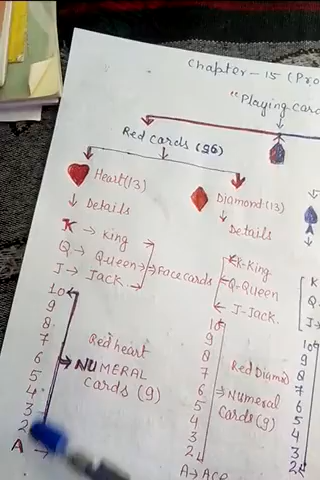 Chapter - 15 (Pro
"Playing card
Red cards (26)
Heart (13)
↓
Details
K → King
Q → Queen → Face cards
J → Jack
10
9
8
7
6
5
4
3
2
Red heart
→ NUMERAL
cards (9)
A →
Diamond (13)
↓
Details
K-King
Q-Queen
J-Jack.
10
9
8
7
6
5
4
3
2
Red Diamond
→ Numeral
Cards (9)
A → Ace
K
Q
J
10
9
8
7
6
5
4
3
2